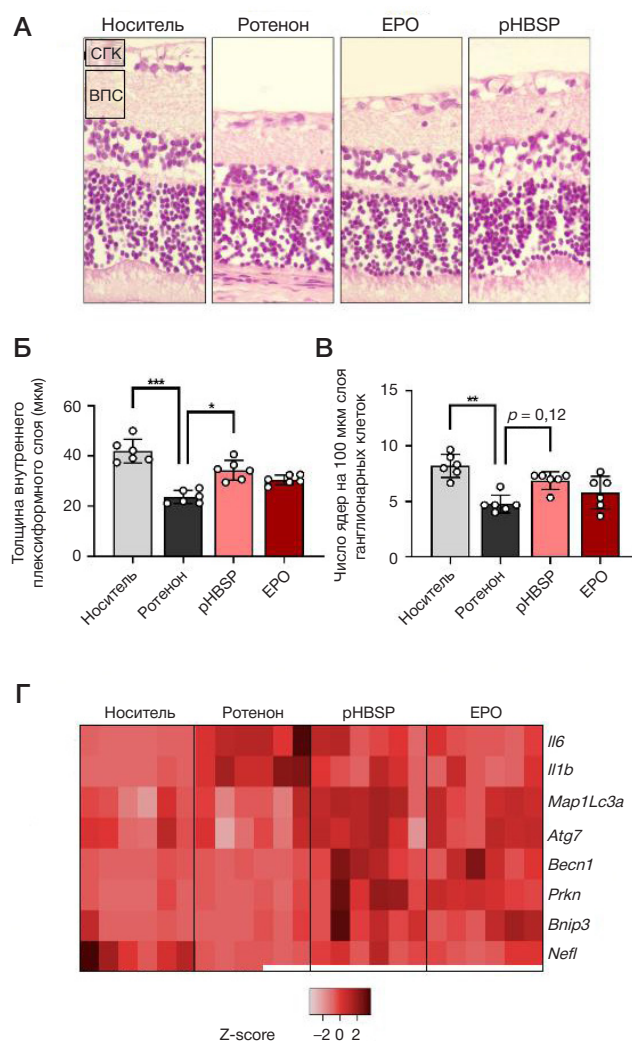 А
Носитель Ротенон EPO pHBSP
СГК
ВПС
Б
Толщина внутреннего
плексиформного слоя (мкм)
60
40
20
0
***
*
Носитель
Ротенон
pHBSP
EPO
В
Число ядер на 100 мкм слоя
ганглионарных клеток
15
10
5
0
**
p = 0,12
Носитель
Ротенон
pHBSP
EPO
Г
Носитель Ротенон pHBSP EPO
Il6
Il1b
Map1Lc3a
Atg7
Becn1
Prkn
Bnip3
Nefl
Z-score
−2 0 2